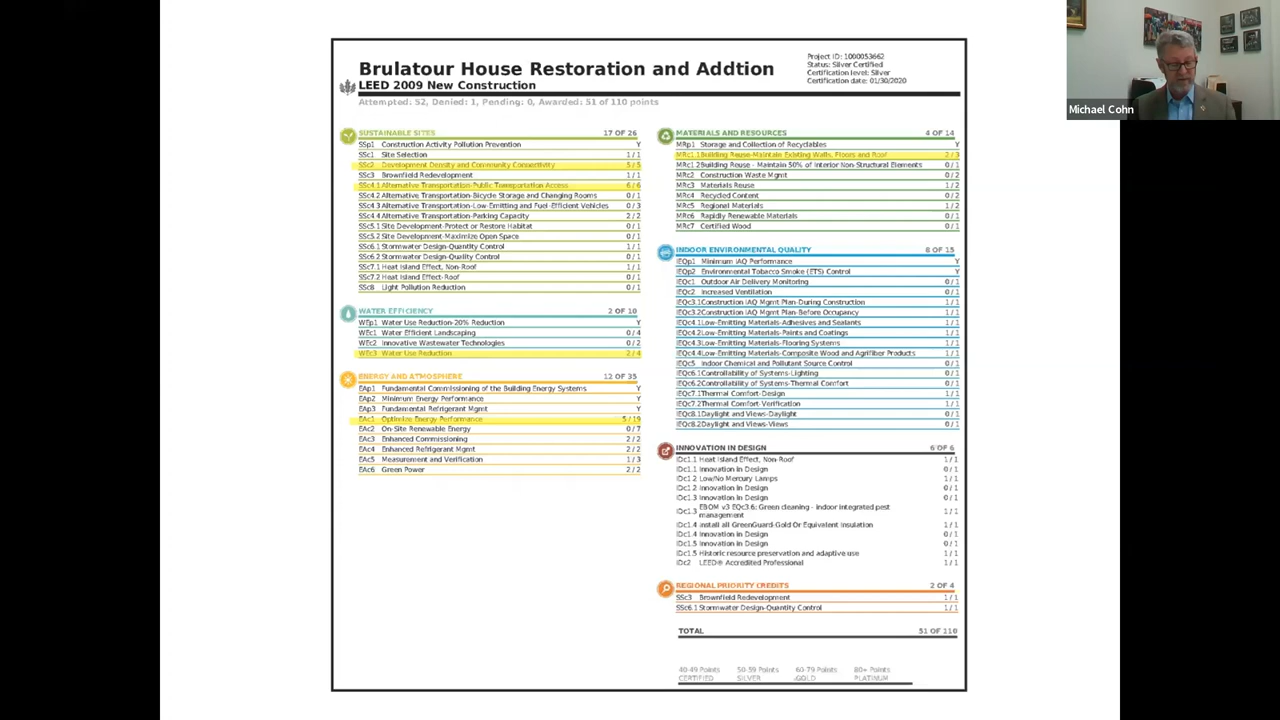 Brulatour House Restoration and Addtion
LEED 2009 New Construction
Project ID: 1000053662
Status: Silver Certified
Certification level: Silver
Certification date: 01/30/2020
Attempted: 52, Denied: 1, Pending: 0, Awarded: 51 of 110 points
Michael Cohn
SUSTAINABLE SITES 17 OF 26
SSp1 Construction Activity Pollution Prevention Y
SSc1 Site Selection 1 / 1
SSc2 Development Density and Community Connectivity 5 / 5
SSc3 Brownfield Redevelopment 1 / 1
SSc4.1 Alternative Transportation-Public Transportation Access 6 / 6
SSc4.2 Alternative Transportation-Bicycle Storage and Changing Rooms 0 / 1
SSc4.3 Alternative Transportation-Low-Emitting and Fuel-Efficient Vehicles 0 / 3
SSc4.4 Alternative Transportation-Parking Capacity 2 / 2
SSc5.1 Site Development-Protect or Restore Habitat 0 / 1
SSc5.2 Site Development-Maximize Open Space 0 / 1
SSc6.1 Stormwater Design-Quantity Control 1 / 1
SSc6.2 Stormwater Design-Quantity Control 0 / 1
SSc7.1 Heat Island Effect, Non-Roof 1 / 1
SSc7.2 Heat Island Effect-Roof 0 / 1
SSc8 Light Pollution Reduction 0 / 1
WATER EFFICIENCY 2 OF 10
WEp1 Water Use Reduction-20% Reduction Y
WEc1 Water Efficient Landscaping 0 / 4
WEc2 Innovative Wastewater Technologies 0 / 2
WEc3 Water Use Reduction 2 / 4
ENERGY AND ATMOSPHERE 12 OF 35
EAp1 Fundamental Commissioning of the Building Energy Systems Y
EAp2 Minimum Energy Performance Y
EAp3 Fundamental Refrigerant Mgmt Y
EAc1 Optimize Energy Performance 5 / 19
EAc2 On-Site Renewable Energy 0 / 7
EAc3 Enhanced Commissioning 2 / 2
EAc4 Enhanced Refrigerant Mgmt 2 / 2
EAc5 Measurement and Verification 1 / 3
EAc6 Green Power 2 / 2
MATERIALS AND RESOURCES 4 OF 14
MRp1 Storage and Collection of Recyclables Y
MRc1.1 Building Reuse-Maintain Existing Walls, Floors and Roof 2 / 3
MRc1.2 Building Reuse - Maintain 50% of Interior Non-Structural Elements 0 / 1
MRc2 Construction Waste Mgmt 0 / 2
MRc3 Materials Reuse 1 / 2
MRc4 Recycled Content 0 / 2
MRc5 Regional Materials 1 / 2
MRc6 Rapidly Renewable Materials 0 / 1
MRc7 Certified Wood 0 / 1
INDOOR ENVIRONMENTAL QUALITY 8 OF 15
IEQp1 Minimum IAQ Performance Y
IEQp2 Environmental Tobacco Smoke (ETS) Control Y
IEQc1 Outdoor Air Delivery Monitoring 0 / 1
IEQc2 Increased Ventilation 0 / 1
IEQc3.1 Construction IAQ Mgmt Plan-During Construction 1 / 1
IEQc3.2 Construction IAQ Mgmt Plan-Before Occupancy 1 / 1
IEQc4.1 Low-Emitting Materials-Adhesives and Sealants 1 / 1
IEQc4.2 Low-Emitting Materials-Paints and Coatings 1 / 1
IEQc4.3 Low-Emitting Materials-Flooring Systems 1 / 1
IEQc4.4 Low-Emitting Materials-Composite Wood and Agrifiber Products 1 / 1
IEQc5 Indoor Chemical and Pollutant Source Control 0 / 1
IEQc6.1 Controllability of Systems-Lighting 0 / 1
IEQc6.2 Controllability of Systems-Thermal Comfort 0 / 1
IEQc7.1 Thermal Comfort-Design 1 / 1
IEQc7.2 Thermal Comfort-Verification 1 / 1
IEQc8.1 Daylight and Views-Daylight 0 / 1
IEQc8.2 Daylight and Views-Views 0 / 1
INNOVATION IN DESIGN 6 OF 6
IDc1.1 Heat Island Effect, Non-Roof 1 / 1
IDc1.1 Innovation in Design 0 / 1
IDc1.2 Low/No Mercury Lamps 1 / 1
IDc1.2 Innovation in Design 0 / 1
IDc1.3 Innovation in Design 0 / 1
IDc1.3 EBOM v3 EQc3.6: Green cleaning - indoor integrated pest
management 1 / 1
IDc1.4 Install all GreenGuard Gold Or Equivalent Insulation 1 / 1
IDc1.4 Innovation in Design 0 / 1
IDc1.5 Innovation in Design 0 / 1
IDc1.5 Historic resource preservation and adaptive use 1 / 1
IDc2 LEED® Accredited Professional 1 / 1
REGIONAL PRIORITY CREDITS 2 OF 4
SSc3 Brownfield Redevelopment 1 / 1
SSc6.1 Stormwater Design-Quantity Control 1 / 1
TOTAL 51 OF 110
40-49 Points 50-59 Points 60-79 Points 80+ Points
CERTIFIED SILVER GOLD PLATINUM